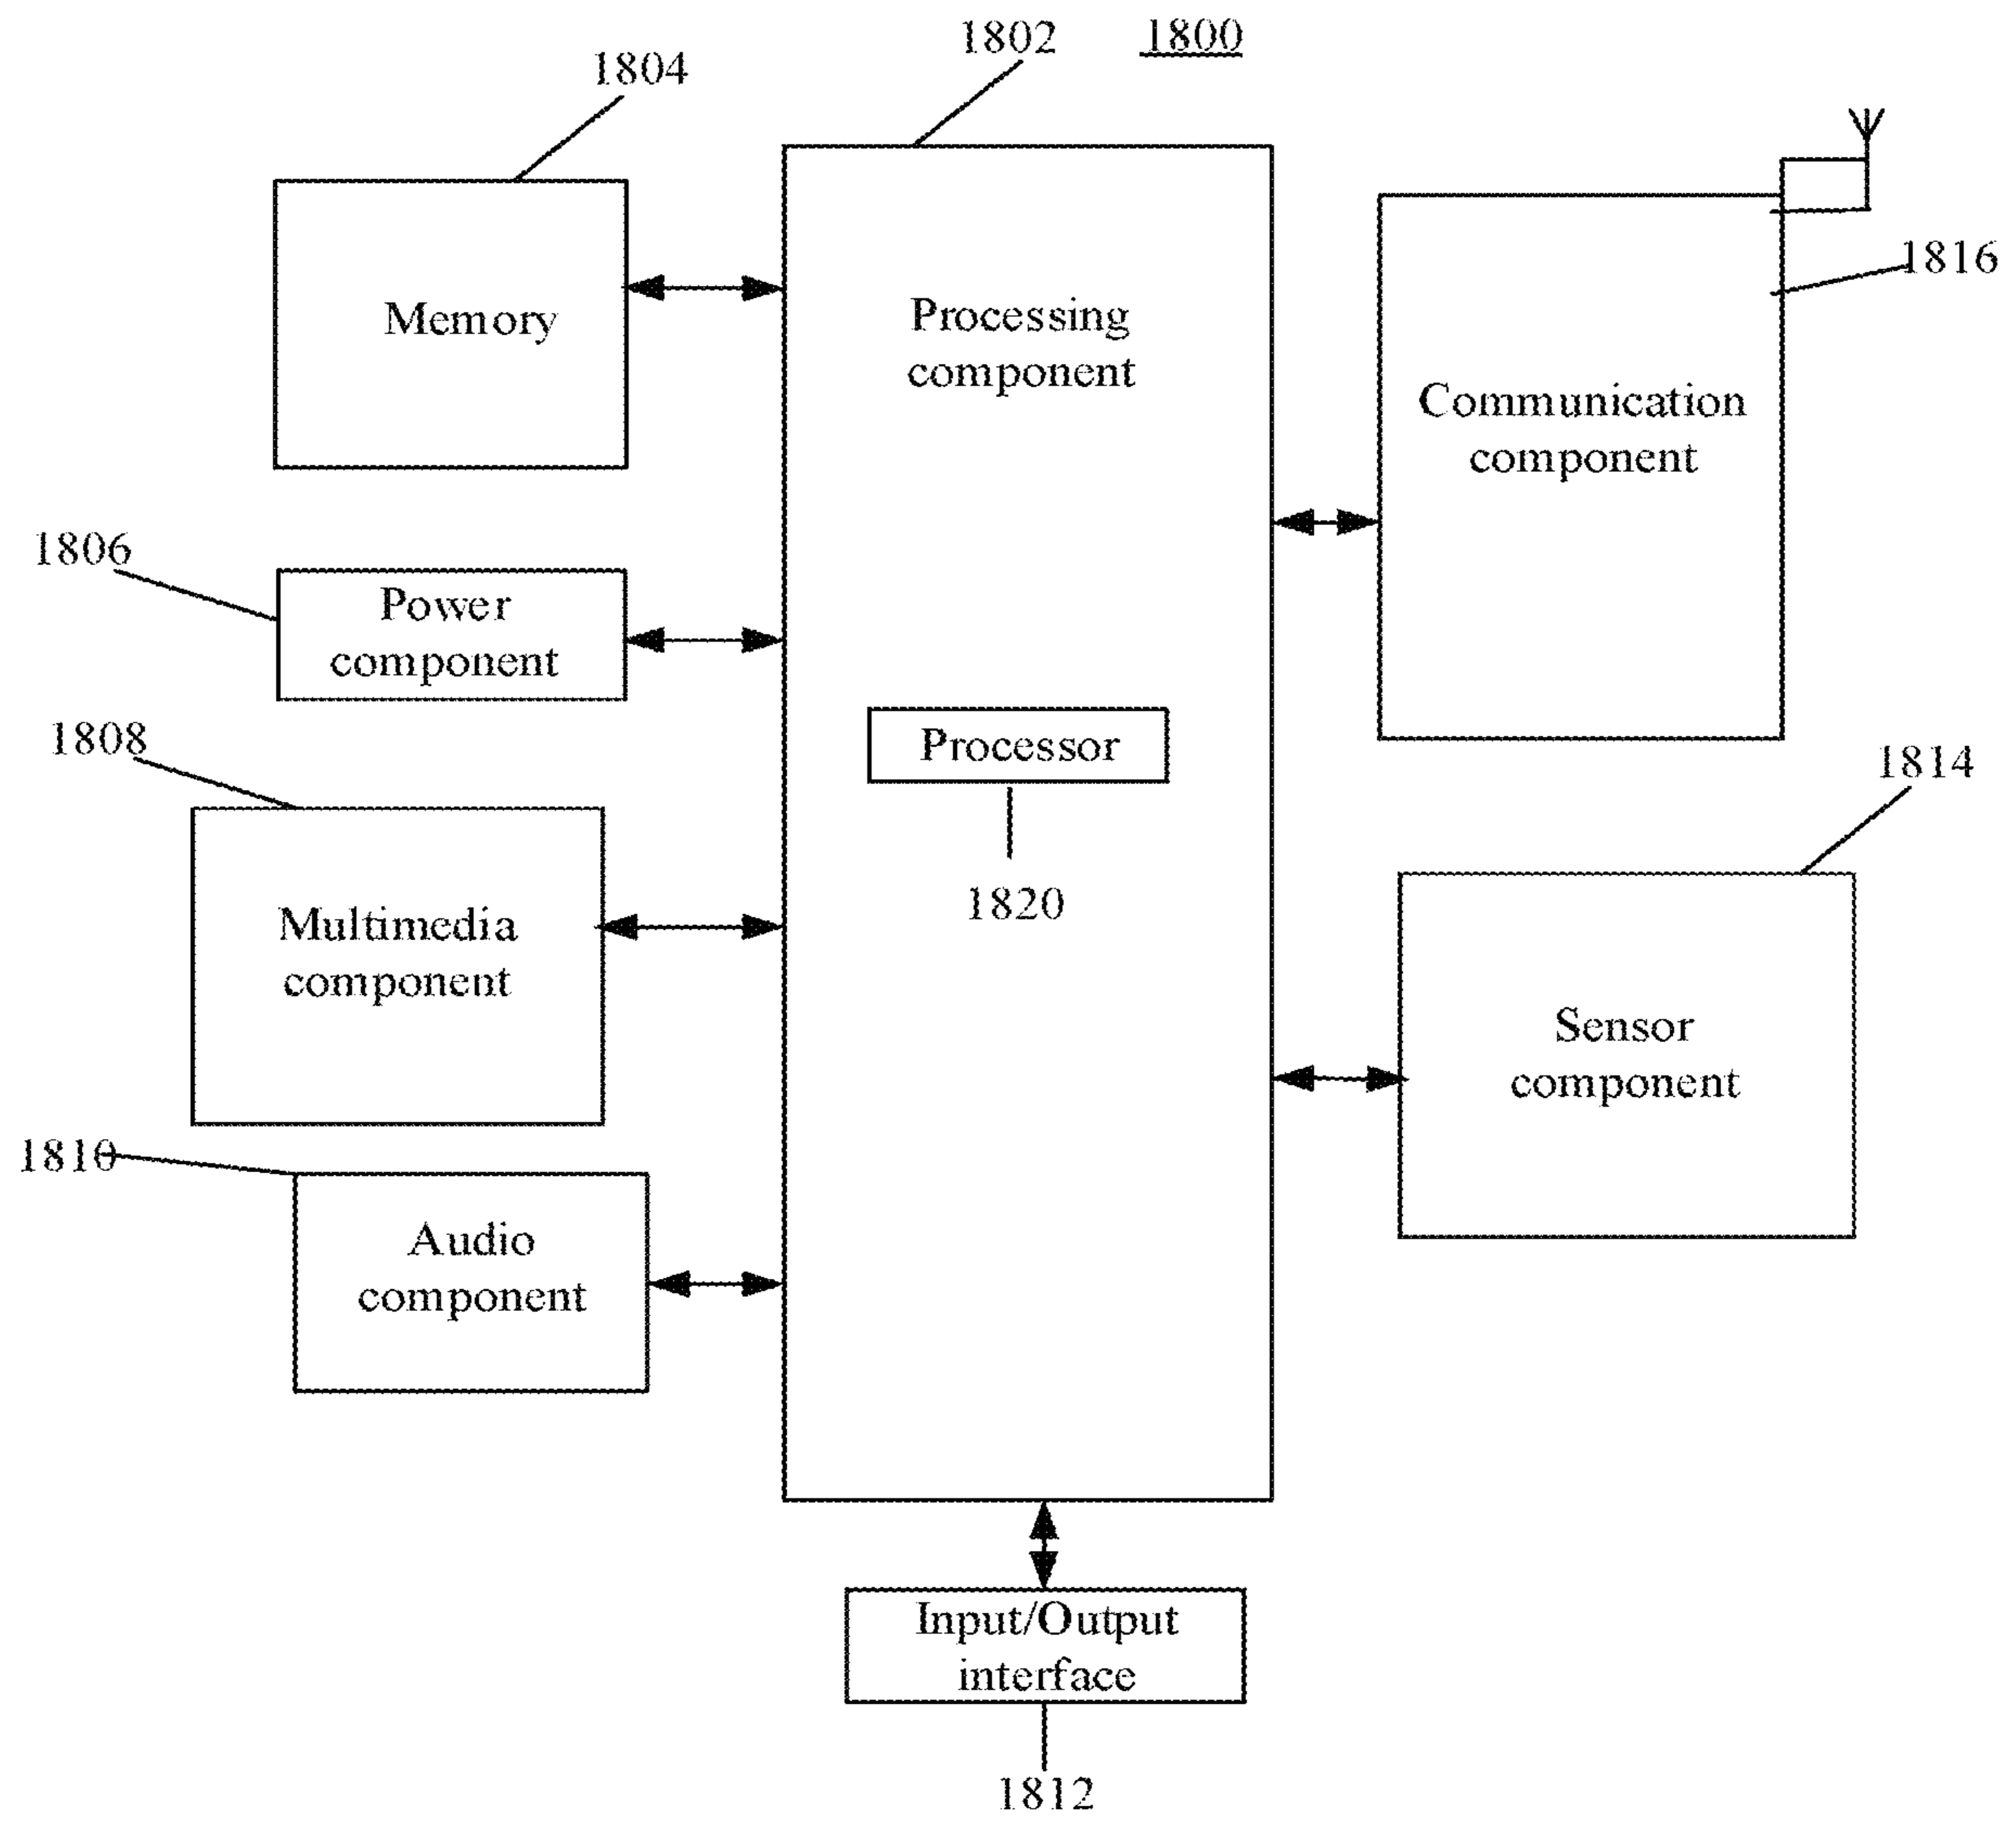 1802
1800
1804
1816
Memory
Processing
component
Communication
component
1806
Power
component
1808
Processor
1814
1820
Multimedia
component
Sensor
component
1810
Audio
component
Input/Output
interface
1812